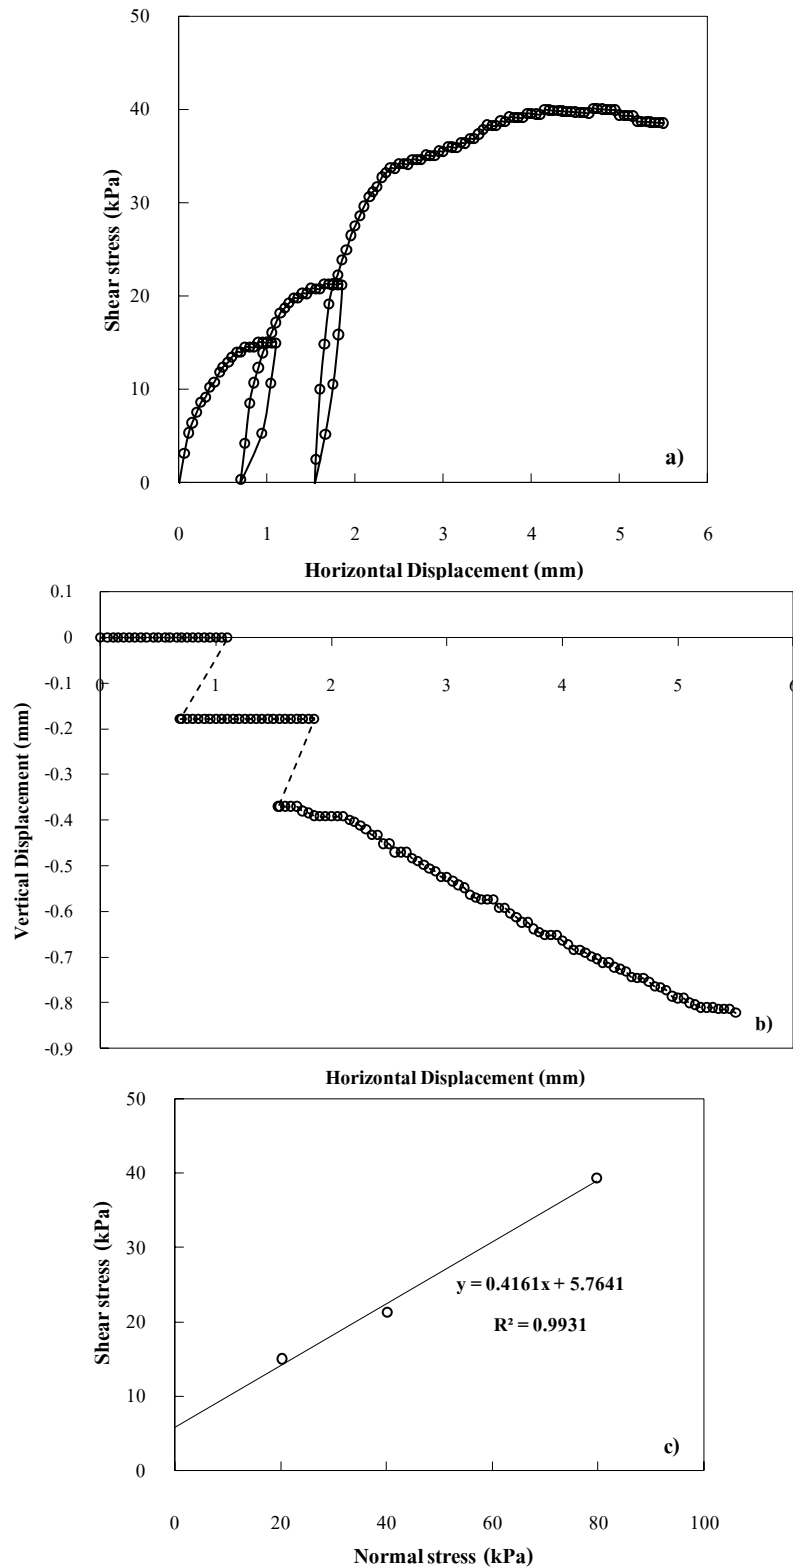 50
40
30
20
10
0
Shear stress (kPa)
a)
0 1 2 3 4 5 6
Horizontal Displacement (mm)
0.1
0
-0.1
-0.2
-0.3
-0.4
-0.5
-0.6
-0.7
-0.8
-0.9
Vertical Displacement (mm)
0 1 2 3 4 5 6
b)
Horizontal Displacement (mm)
50
40
30
20
10
0
Shear stress (kPa)
y = 0.4161x + 5.7641
R² = 0.9931
c)
0 20 40 60 80 100
Normal stress (kPa)